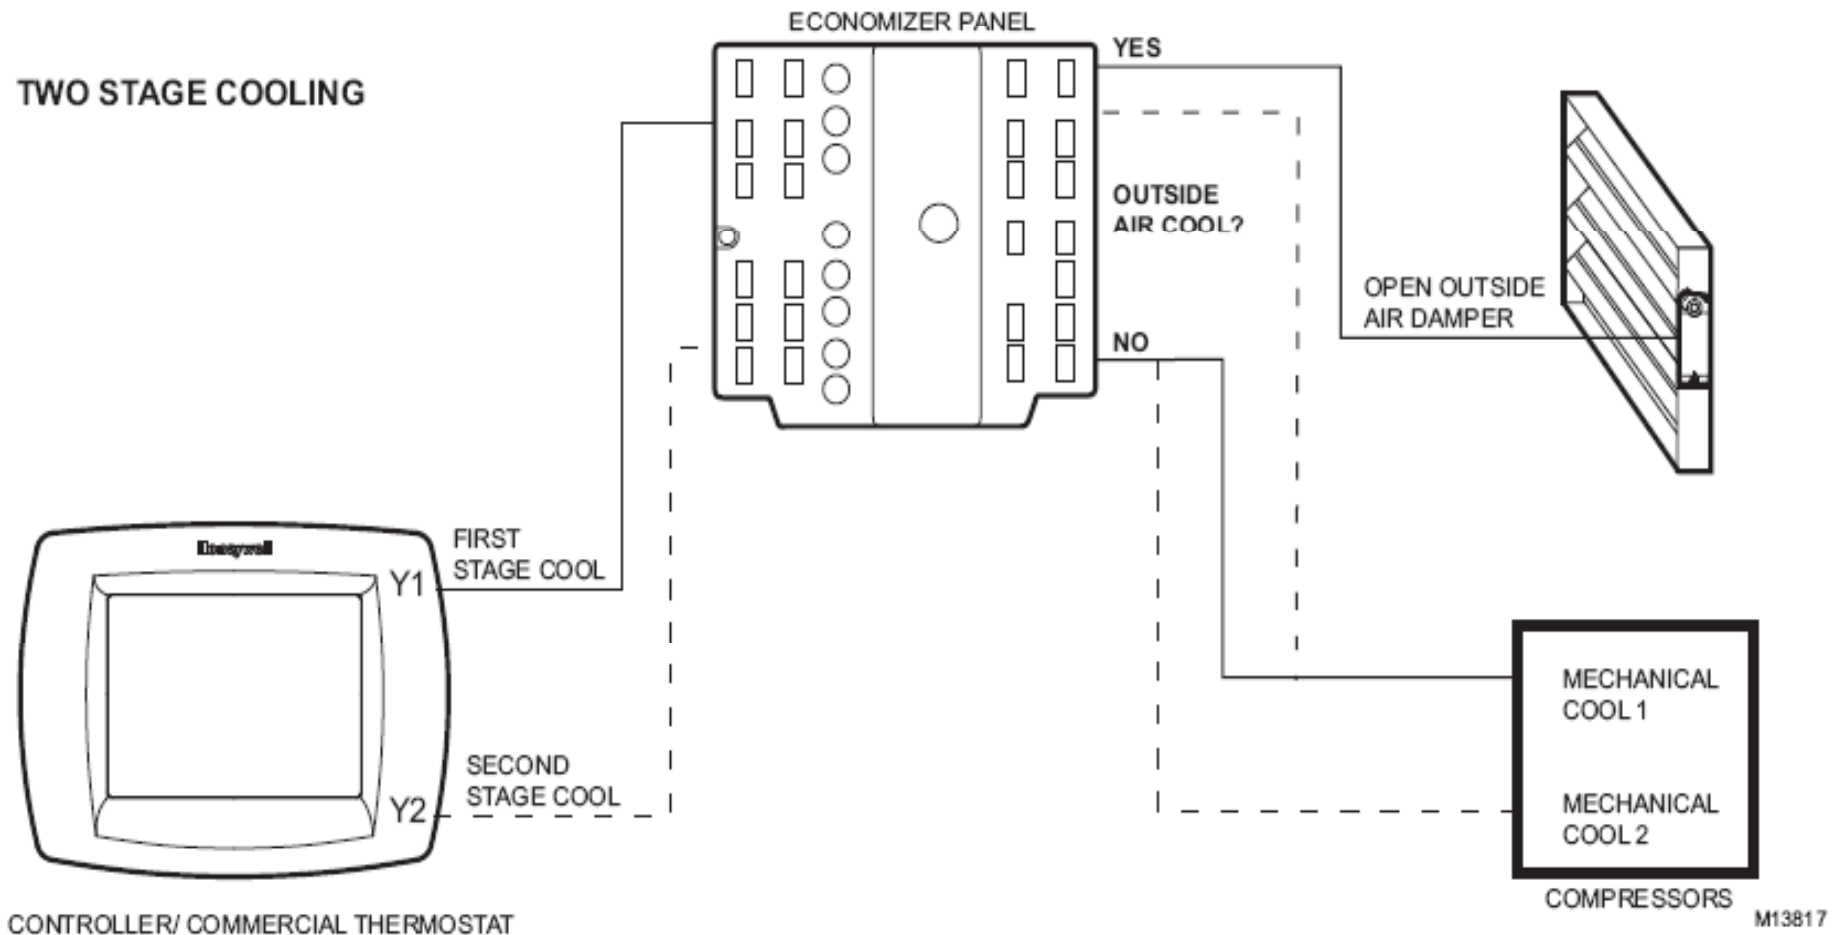 ECONOMIZER PANEL
YES
TWO STAGE COOLING
OUTSIDE
AIR COOL?
OPEN OUTSIDE
AIR DAMPER
NO
Honeywell
FIRST
STAGE COOL
Y1
MECHANICAL
COOL 1
SECOND
STAGE COOL
Y2
MECHANICAL
COOL 2
COMPRESSORS
CONTROLLER/ COMMERCIAL THERMOSTAT
M13817